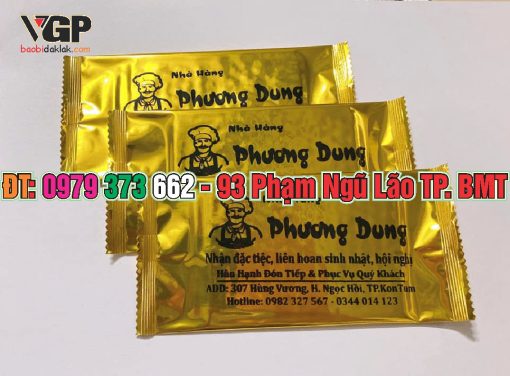 VGP
baobidaklak.com
Nhà Hàng
Phương Dung
Nhà Hàng
Phương Dung
ĐT: 0979 373 662 - 93 Phạm Ngũ Lão TP. BMT
Phương Dung
Nhận đặc tiệc, liên hoan sinh nhật, hội nghị
Hân Hạnh Đón Tiếp & Phục Vụ Quý Khách
ADD: 307 Hùng Vương, H. Ngọc Hồi, TP.KonTum
Hotline: 0982 327 567 - 0344 014 123